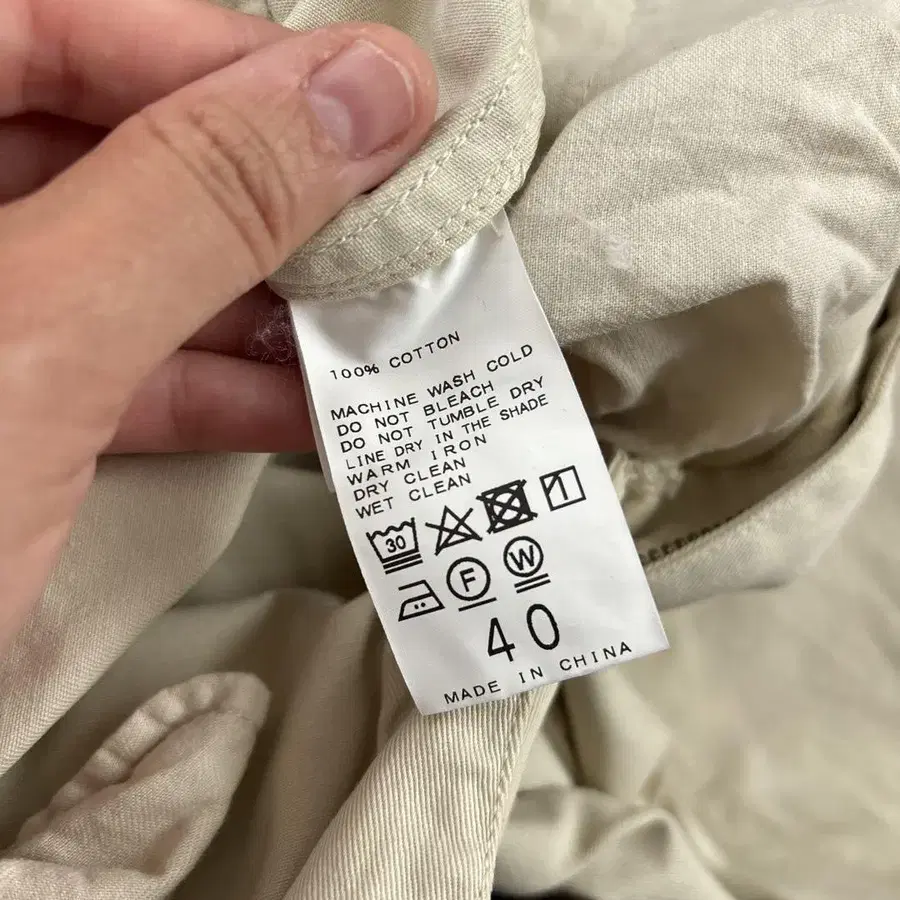 100% COTTON
MACHINE WASH COLD
DO NOT BLEACH
DO NOT TUMBLE DRY
LINE DRY IN THE SHADE
WARM IRON
DRY CLEAN
WET CLEAN
30
F W
40
MADE IN CHINA